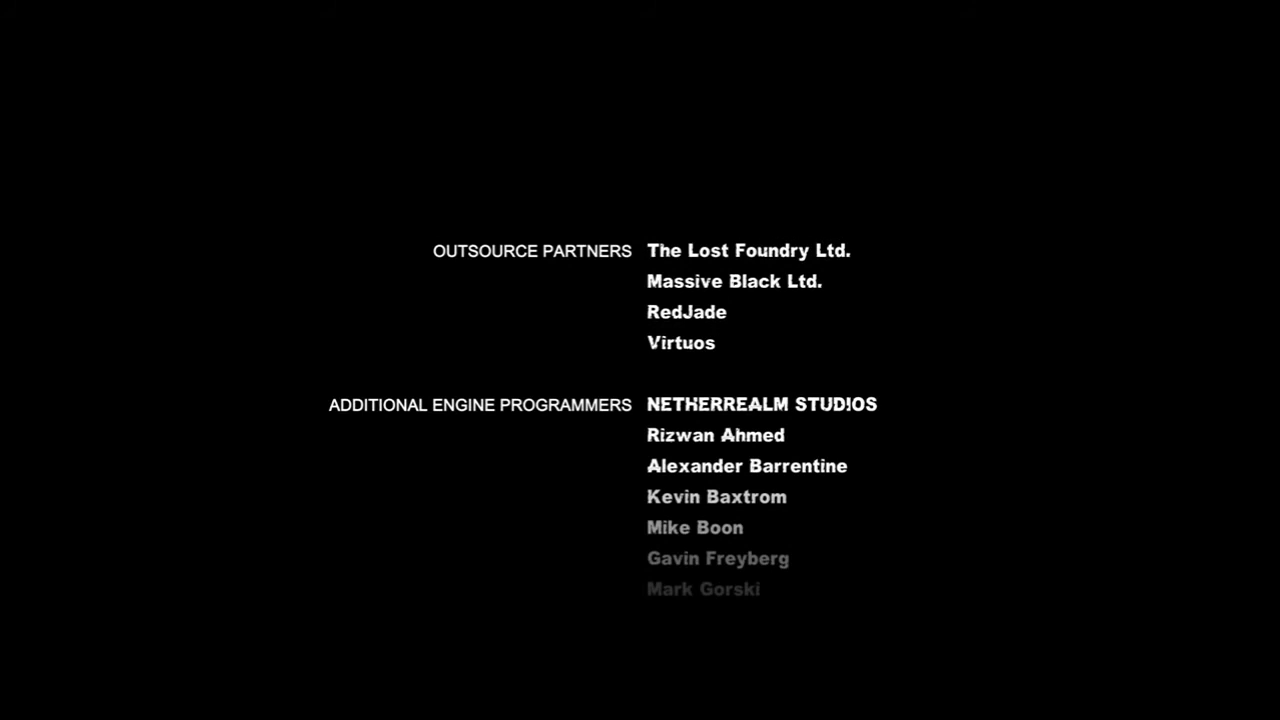 OUTSOURCE PARTNERS The Lost Foundry Ltd.
Massive Black Ltd.
RedJade
Virtuos
ADDITIONAL ENGINE PROGRAMMERS NETHERREALM STUDIOS
Rizwan Ahmed
Alexander Barrentine
Kevin Baxtrom
Mike Boon
Gavin Freyberg
Mark Gorski